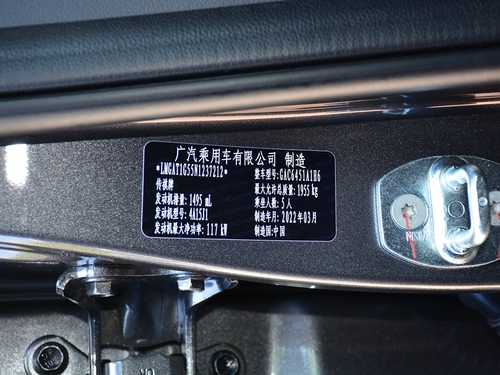 广汽乘用车有限公司 制造
*LMGAT1G55N1237212*
整车型号:GAC6451A1H6
传祺牌
最大允许总质量:1955 kg
发动机排量:1495 mL
乘坐人数:5人
发动机型号:4A15J1
制造年月:2022年03月
发动机最大净功率:117 kW
制造国:中国